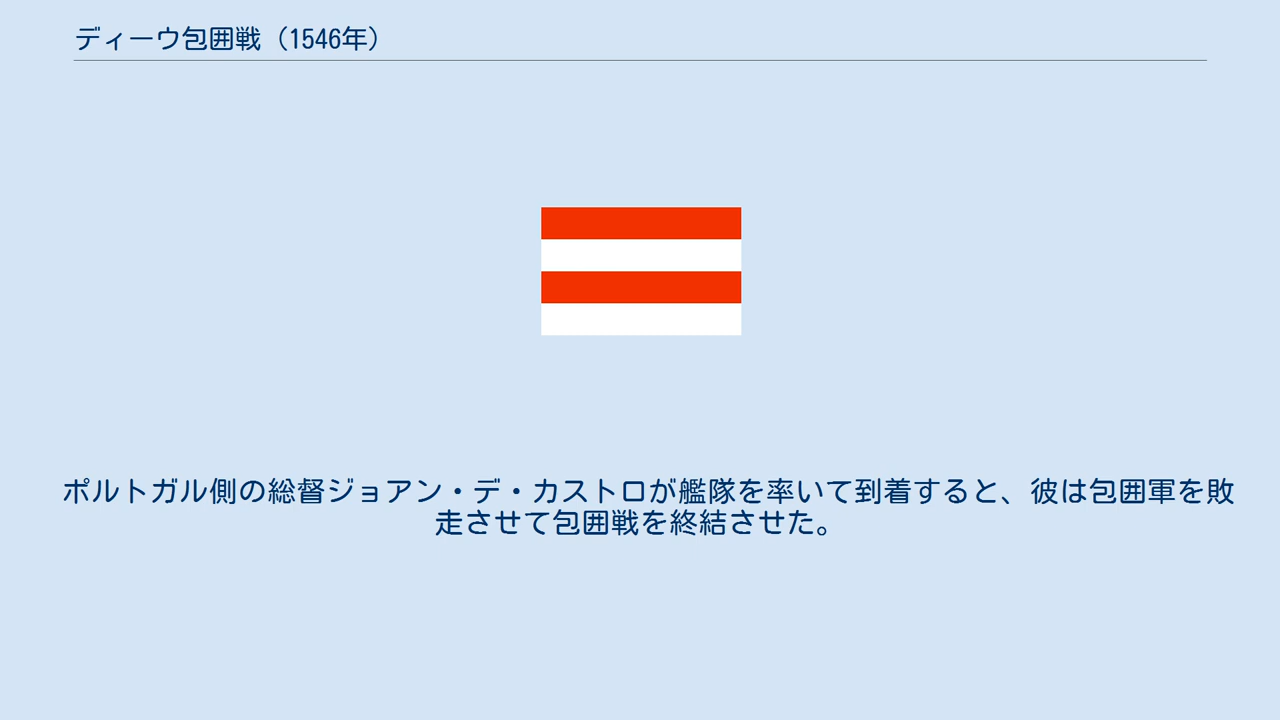 ディーウ包囲戦（1546年）
ポルトガル側の総督ジョアン・デ・カストロが艦隊を率いて到着すると、彼は包囲軍を敗
走させて包囲戦を終結させた。